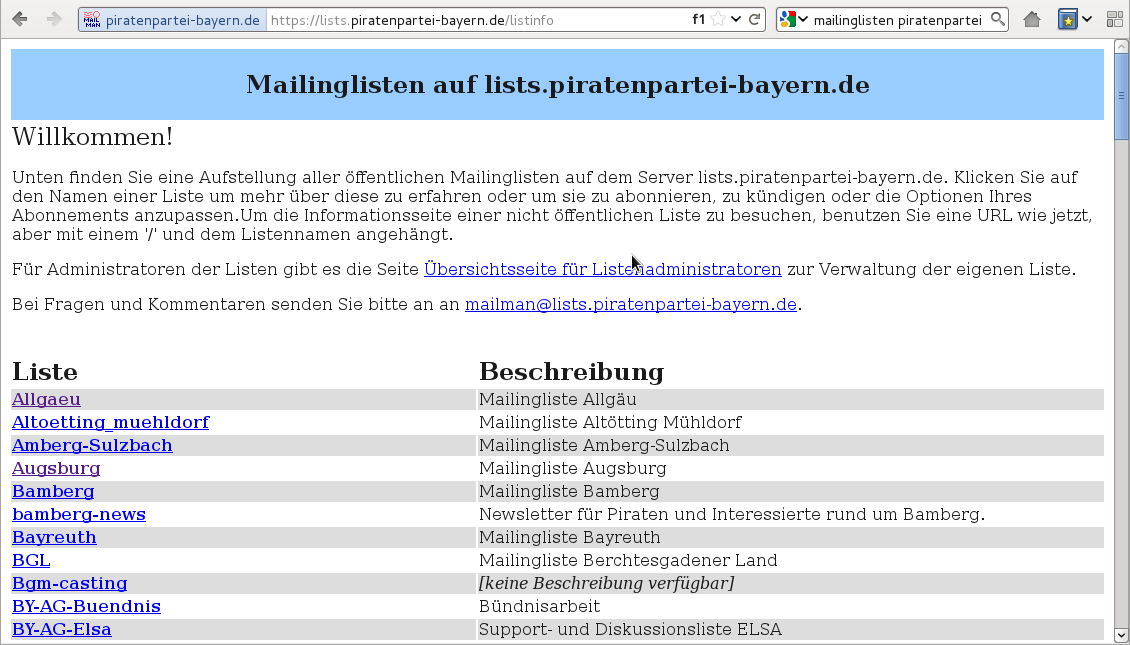 piratenpartei-bayern.de https://lists.piratenpartei-bayern.de/listinfo f1 mailinglisten piratenpartei
Mailinglisten auf lists.piratenpartei-bayern.de
Willkommen!
Unten finden Sie eine Aufstellung aller öffentlichen Mailinglisten auf dem Server lists.piratenpartei-bayern.de. Klicken Sie auf
den Namen einer Liste um mehr über diese zu erfahren oder um sie zu abonnieren, zu kündigen oder die Optionen Ihres
Abonnements anzupassen.Um die Informationsseite einer nicht öffentlichen Liste zu besuchen, benutzen Sie eine URL wie jetzt,
aber mit einem '/' und dem Listennamen angehängt.
Für Administratoren der Listen gibt es die Seite Übersichtsseite für Listenadministratoren zur Verwaltung der eigenen Liste.
Bei Fragen und Kommentaren senden Sie bitte an an mailman@lists.piratenpartei-bayern.de.
Liste Beschreibung
Allgaeu Mailingliste Allgäu
Altoetting_muehldorf Mailingliste Altötting Mühldorf
Amberg-Sulzbach Mailingliste Amberg-Sulzbach
Augsburg Mailingliste Augsburg
Bamberg Mailingliste Bamberg
bamberg-news Newsletter für Piraten und Interessierte rund um Bamberg.
Bayreuth Mailingliste Bayreuth
BGL Mailingliste Berchtesgadener Land
Bgm-casting [keine Beschreibung verfügbar]
BY-AG-Buendnis Bündnisarbeit
BY-AG-Elsa Support- und Diskussionsliste ELSA